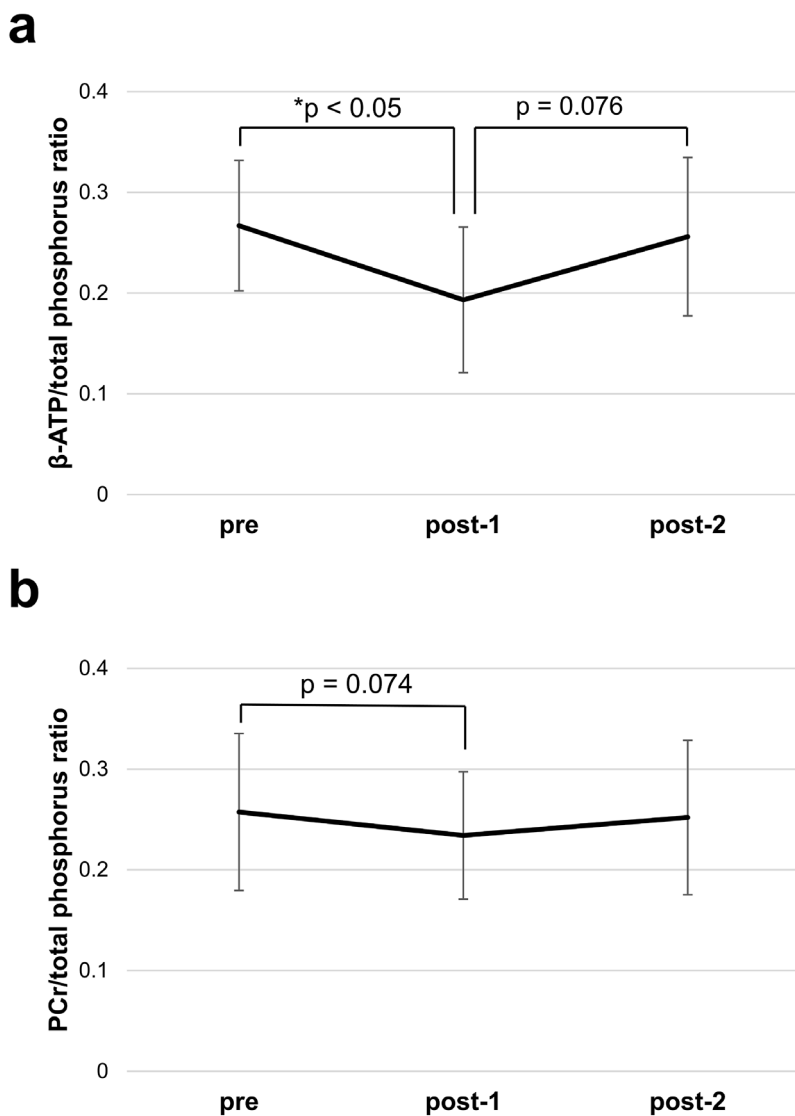 a
β-ATP/total phosphorus ratio
0.4
0.3
0.2
0.1
0
*p < 0.05
p = 0.076
pre
post-1
post-2
b
PCr/total phosphorus ratio
0.4
0.3
0.2
0.1
0
p = 0.074
pre
post-1
post-2